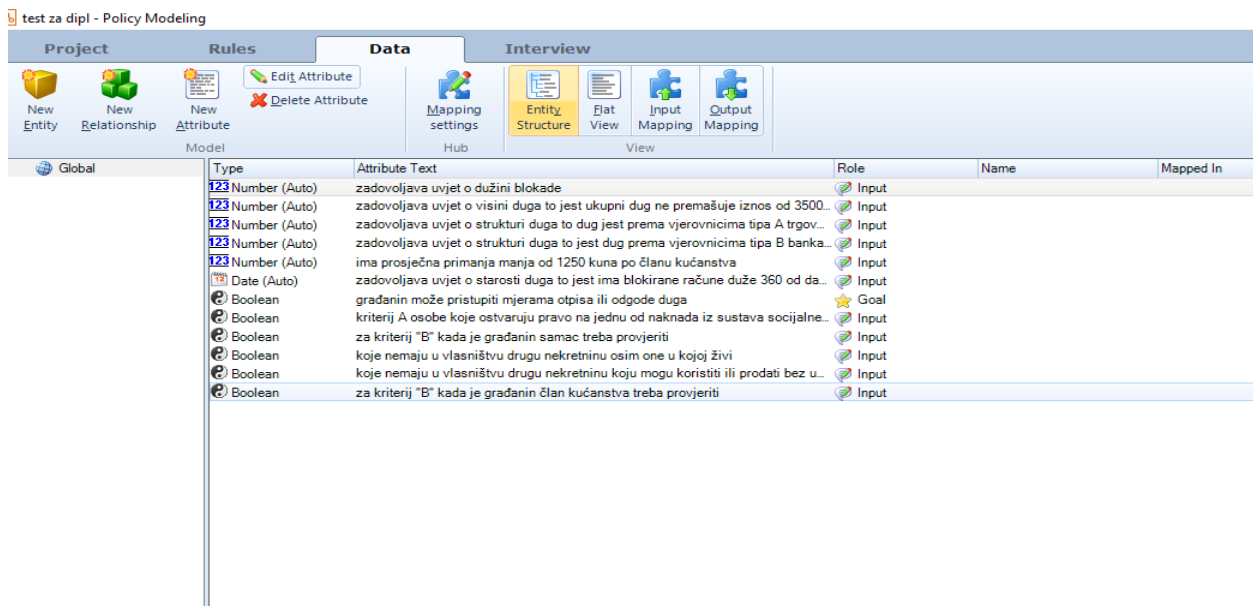 test za dipl - Policy Modeling
Project Rules Data Interview
New Entity New Relationship New Attribute Edit Attribute Delete Attribute Mapping settings Entity Structure Flat View Input Mapping Output Mapping
Model Hub View
Global Type Attribute Text Role Name Mapped In
123 Number (Auto) zadovoljava uvjet o dužini blokade Input
123 Number (Auto) zadovoljava uvjet o visini duga to jest ukupni dug ne premašuje iznos od 3500... Input
123 Number (Auto) zadovoljava uvjet o strukturi duga to dug jest prema vjerovnicima tipa A trgov... Input
123 Number (Auto) zadovoljava uvjet o strukturi duga to jest dug prema vjerovnicima tipa B banka... Input
123 Number (Auto) ima prosječna primanja manja od 1250 kuna po članu kućanstva Input
12 Date (Auto) zadovoljava uvjet o starosti duga to jest ima blokirane račune duže 360 od da... Input
Boolean građanin može pristupiti mjerama otpisa ili odgode duga Goal
Boolean kriterij A osobe koje ostvaruju pravo na jednu od naknada iz sustava socijalne... Input
Boolean za kriterij "B" kada je građanin samac treba provjeriti Input
Boolean koje nemaju u vlasništvu drugu nekretninu osim one u kojoj živi Input
Boolean koje nemaju u vlasništvu drugu nekretninu koju mogu koristiti ili prodati bez u... Input
Boolean za kriterij "B" kada je građanin član kućanstva treba provjeriti Input